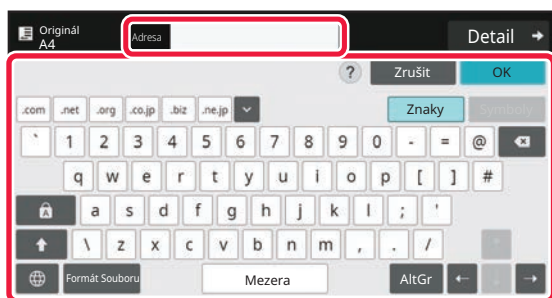 Originál
A4
Adresa
Detail
?
Zrušit
OK
.com .net .org .co.jp .biz .ne.jp
Znaky
Symboly
` 1 2 3 4 5 6 7 8 9 0 - = @
q w e r t y u i o p [ ] #
A
a s d f g h j k l ; '
\ z x c v b n m , . /
Formát Souboru
Mezera
AltGr